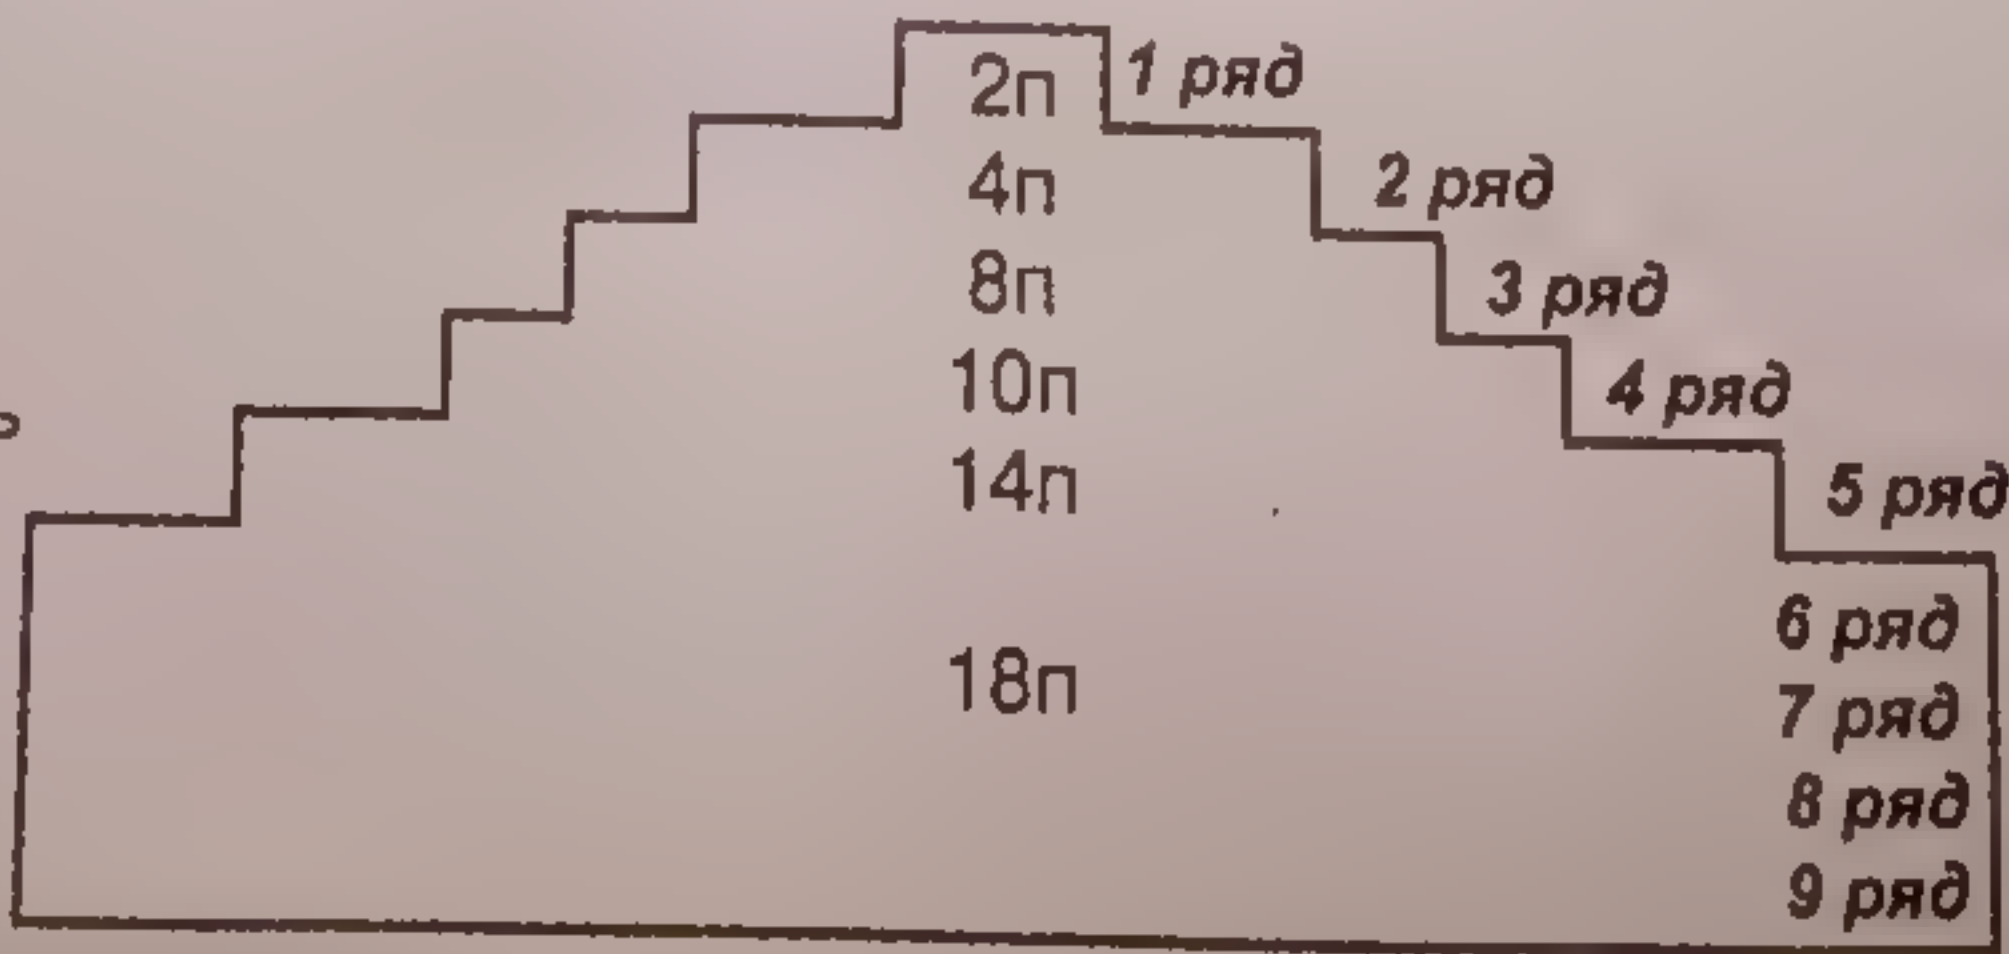 2п 1 ряд
4п 2 ряд
8п 3 ряд
10п 4 ряд
14п 5 ряд
18п
6 ряд
7 ряд
8 ряд
9 ряд